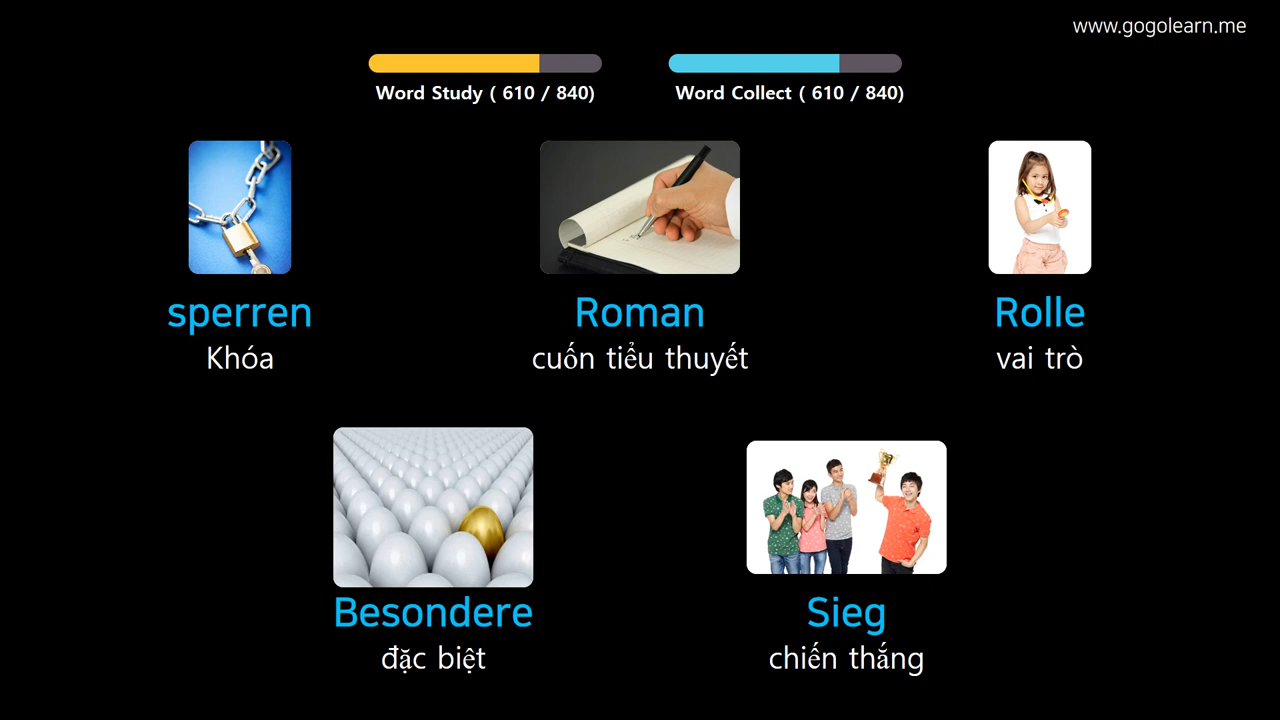 www.gogolearn.me
Word Study ( 610 / 840)
Word Collect ( 610 / 840)
sperren
Khóa
Roman
cuốn tiểu thuyết
Rolle
vai trò
Besondere
đặc biệt
Sieg
chiến thắng